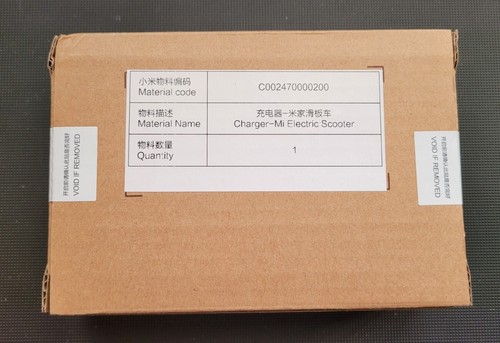 小米物料编码
Material code
C002470000200
物料描述
Material Name
充电器-米家滑板车
Charger-Mi Electric Scooter
物料数量
Quantity
1
VOID IF REMOVED
VOID IF REMOVED